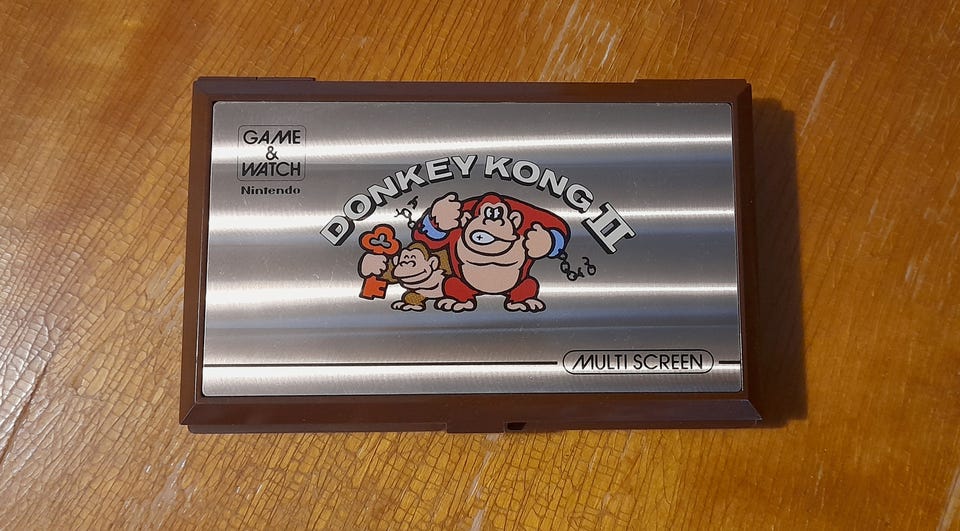 GAME
&
WATCH
Nintendo
DONKEY KONG II
MULTI SCREEN